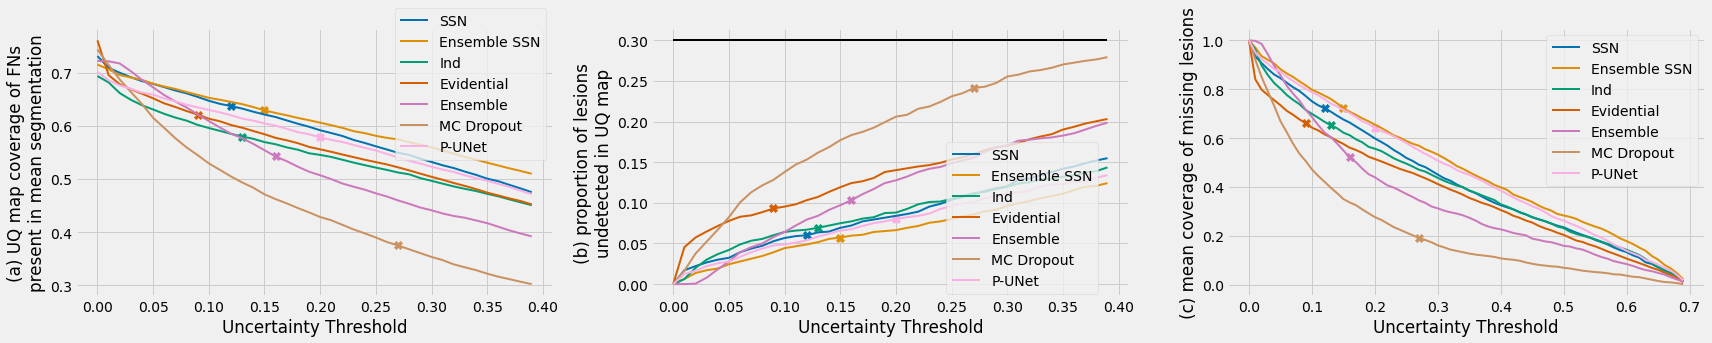 (a) UQ map coverage of FNs
present in mean segmentation
0.7
0.6
0.5
0.4
0.3
0.00 0.05 0.10 0.15 0.20 0.25 0.30 0.35 0.40
Uncertainty Threshold
SSN
Ensemble SSN
Ind
Evidential
Ensemble
MC Dropout
P-UNet
(b) proportion of lesions
undetected in UQ map
0.30
0.25
0.20
0.15
0.10
0.05
0.00
0.00 0.05 0.10 0.15 0.20 0.25 0.30 0.35 0.40
Uncertainty Threshold
SSN
Ensemble SSN
Ind
Evidential
Ensemble
MC Dropout
P-UNet
(c) mean coverage of missing lesions
1.0
0.8
0.6
0.4
0.2
0.0
0.0 0.1 0.2 0.3 0.4 0.5 0.6 0.7
Uncertainty Threshold
SSN
Ensemble SSN
Ind
Evidential
Ensemble
MC Dropout
P-UNet